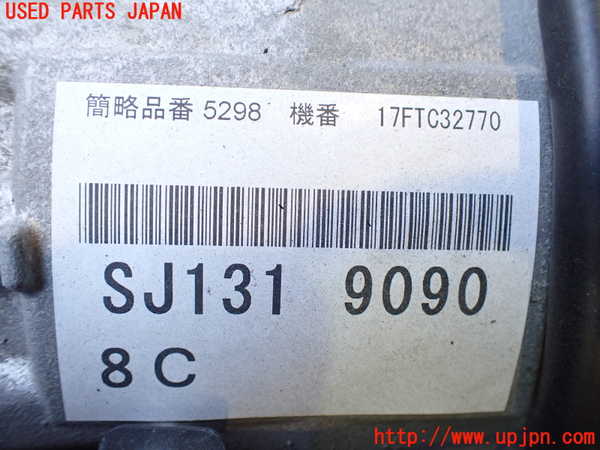 USED PARTS JAPAN
簡略品番 5298 機番 17FTC32770
SJ131 9090
8C
http://www.upjpn.com/